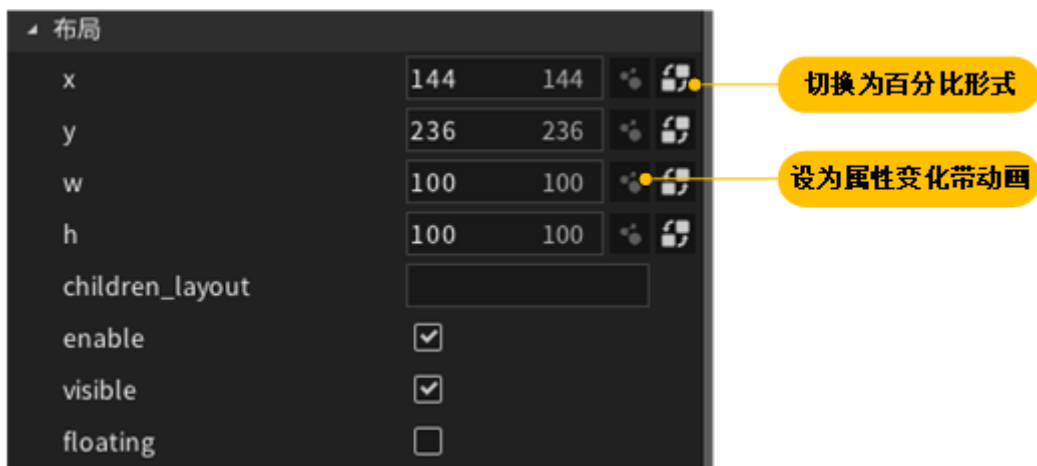 布局
x 144 144 切换为百分比形式
y 236 236
w 100 100 设为属性变化带动画
h 100 100
children_layout
enable
visible
floating